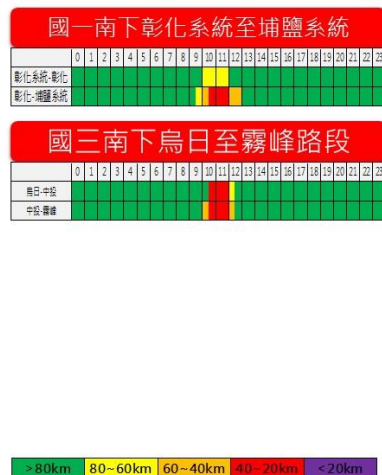 國一南下彰化系統至埔鹽系統
0 1 2 3 4 5 6 7 8 9 10 11 12 13 14 15 16 17 18 19 20 21 22 23
彰化系統-彰化
彰化-埔鹽系統
國三南下烏日至霧峰路段
0 1 2 3 4 5 6 7 8 9 10 11 12 13 14 15 16 17 18 19 20 21 22 23
烏日-中投
中投-霧峰
>80km 80~60km 60~40km 40~20km <20km